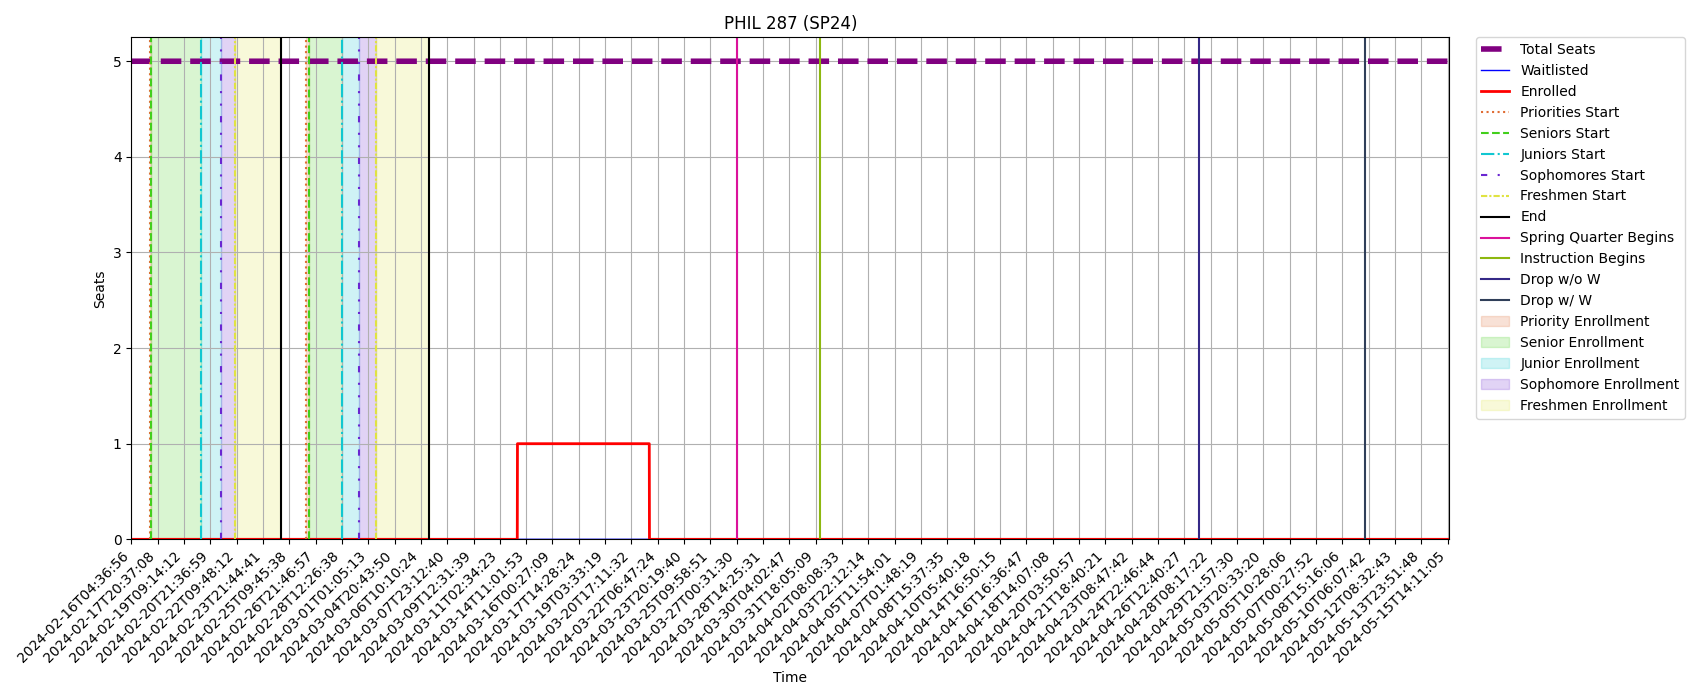 PHIL 287 (SP24)
Seats
5
4
3
2
1
0
2024-02-16T04:36:56
2024-02-17T20:37:08
2024-02-19T09:14:12
2024-02-20T21:36:59
2024-02-22T09:48:12
2024-02-23T21:44:41
2024-02-25T09:45:38
2024-02-26T21:46:57
2024-02-28T12:26:38
2024-03-01T01:05:13
2024-03-04T20:43:50
2024-03-06T10:10:24
2024-03-07T23:12:40
2024-03-09T12:31:39
2024-03-11T02:34:23
2024-03-14T11:01:53
2024-03-16T00:27:09
2024-03-17T14:28:24
2024-03-19T03:33:19
2024-03-20T17:11:32
2024-03-22T06:47:24
2024-03-23T20:19:40
2024-03-25T09:58:51
2024-03-27T00:31:30
2024-03-28T14:25:31
2024-03-30T04:02:47
2024-03-31T18:05:09
2024-04-02T08:08:33
2024-04-03T22:12:14
2024-04-05T11:54:01
2024-04-07T01:48:19
2024-04-08T15:37:35
2024-04-10T05:40:18
2024-04-14T16:50:15
2024-04-16T16:36:47
2024-04-18T14:07:08
2024-04-20T03:50:57
2024-04-21T18:40:21
2024-04-23T08:47:42
2024-04-24T22:46:44
2024-04-26T12:40:27
2024-04-28T08:17:22
2024-04-29T21:57:30
2024-05-03T20:33:20
2024-05-05T10:28:06
2024-05-07T00:27:52
2024-05-08T15:16:06
2024-05-10T06:07:42
2024-05-12T08:32:43
2024-05-13T23:51:48
2024-05-15T14:11:05
Time
Total Seats
Waitlisted
Enrolled
Priorities Start
Seniors Start
Juniors Start
Sophomores Start
Freshmen Start
End
Spring Quarter Begins
Instruction Begins
Drop w/o W
Drop w/ W
Priority Enrollment
Senior Enrollment
Junior Enrollment
Sophomore Enrollment
Freshmen Enrollment